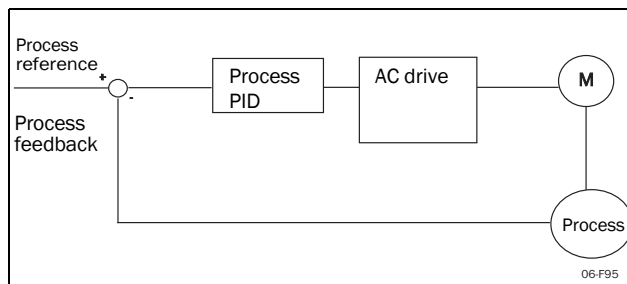 Process
reference
+
-
Process
feedback
Process
PID
AC drive
M
Process
06-F95